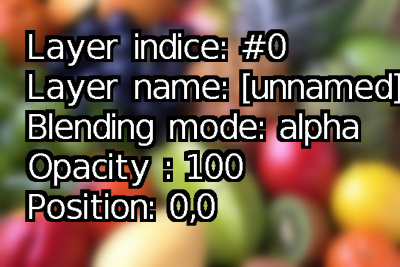 Layer indice: #0
Layer name: [unnamed]
Blending mode: alpha
Opacity : 100
Position: 0,0